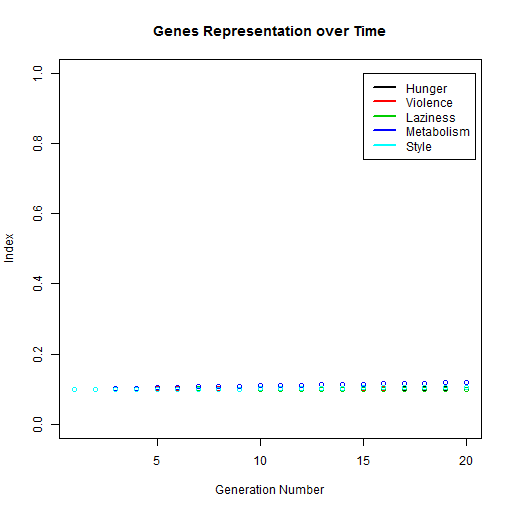 Genes Representation over Time
Hunger
Violence
Laziness
Metabolism
Style
1.0
0.8
0.6
0.4
0.2
0.0
Index
5
10
15
20
Generation Number